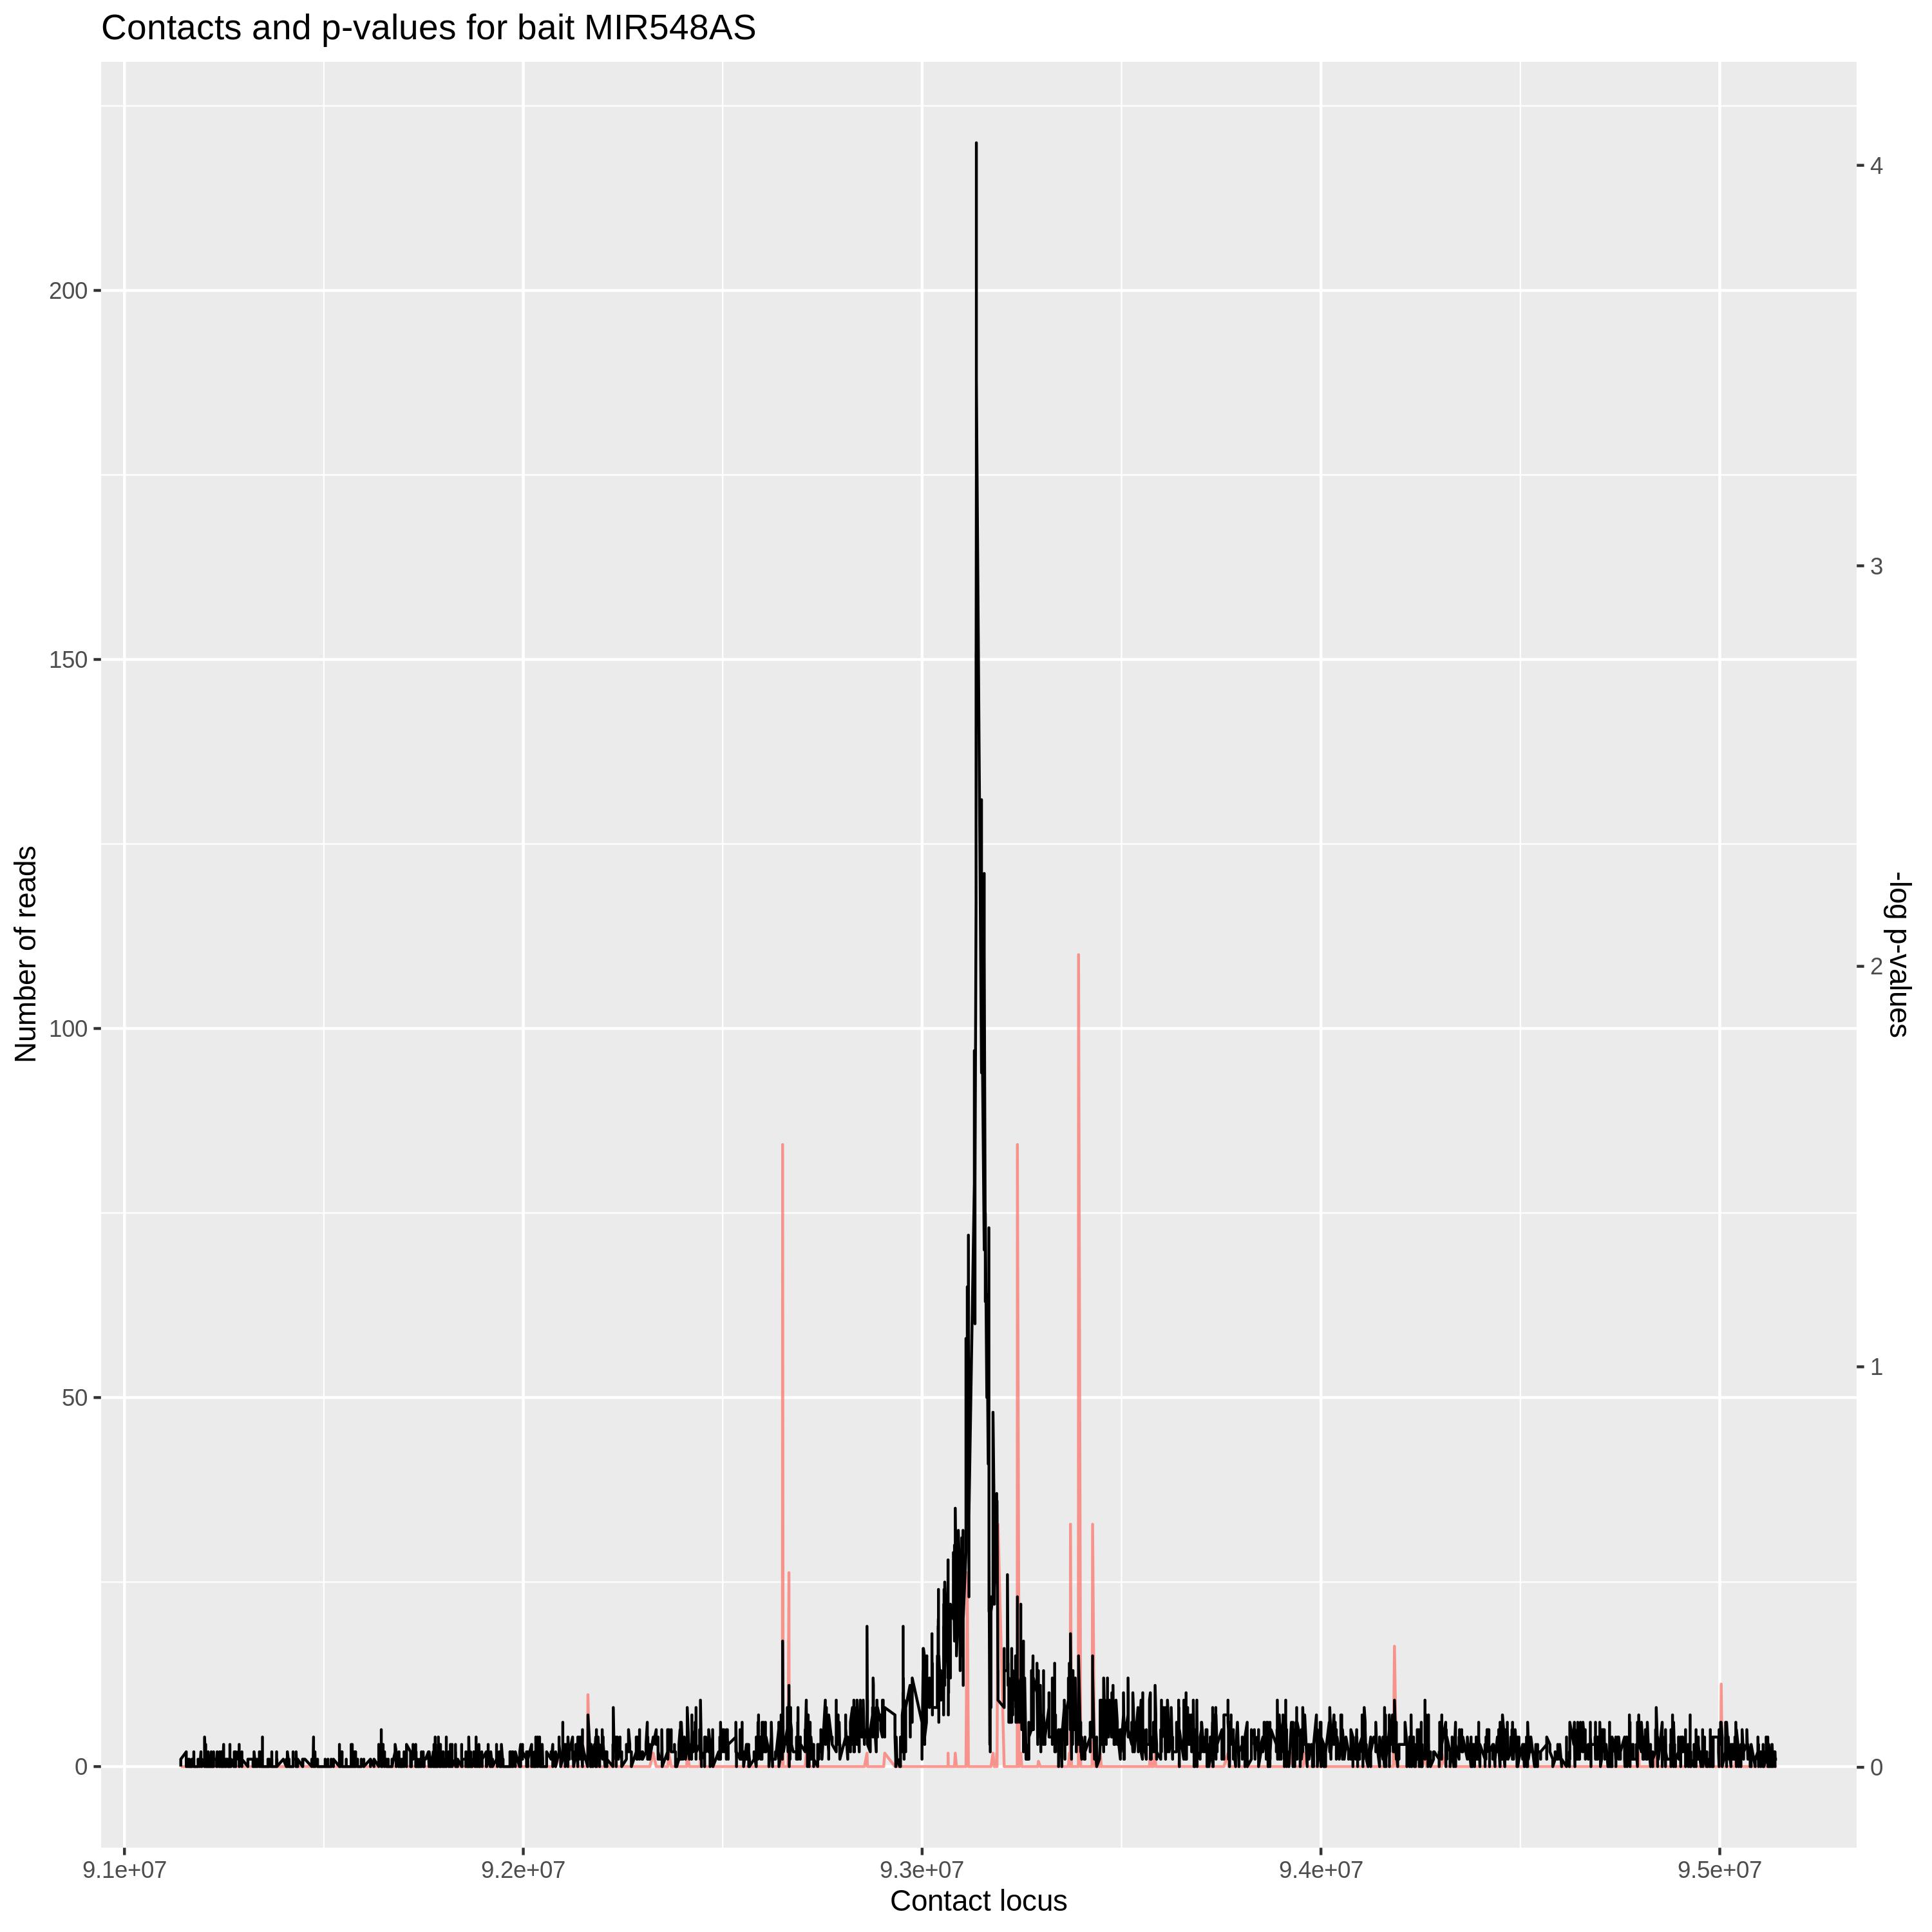 Contacts and p-values for bait MIR548AS
Number of reads
200
150
100
50
0
4
3
2
1
0
-log p-values
9.1e+07
9.2e+07
9.3e+07
9.4e+07
9.5e+07
Contact locus